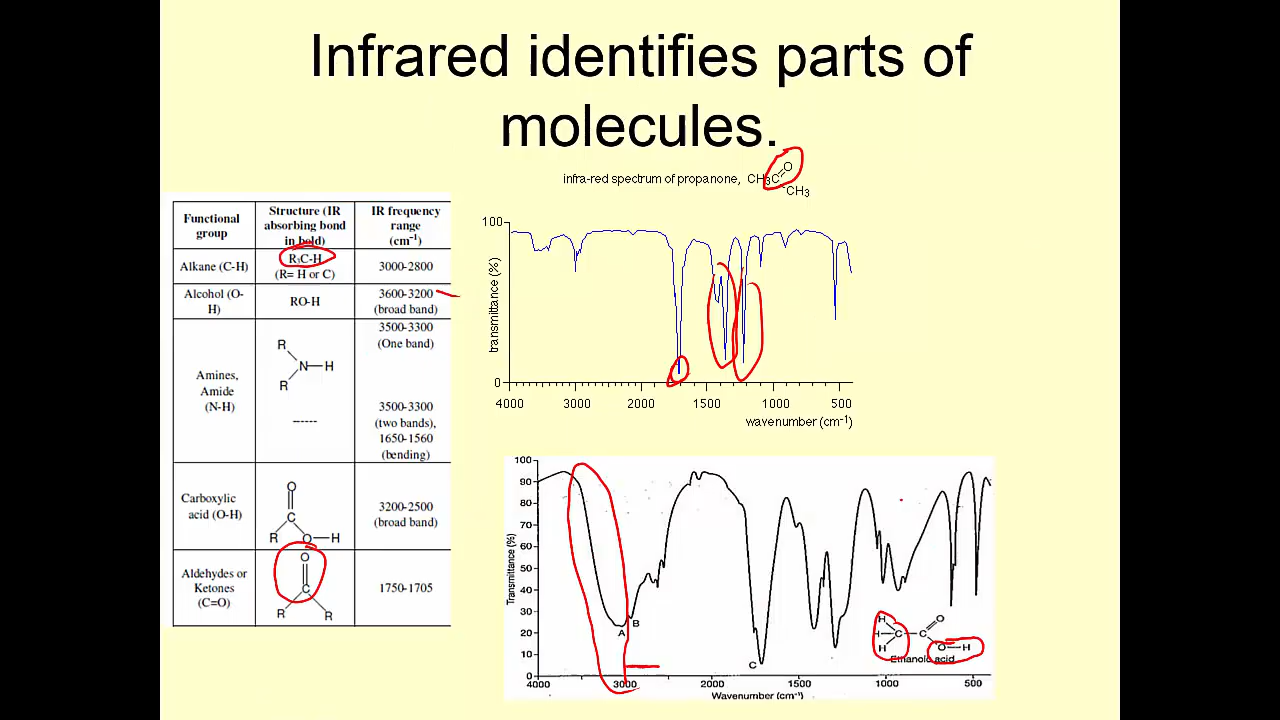 Infrared identifies parts of
molecules.
infra-red spectrum of propanone, CH3C
O
CH3
Functional
group
Structure (IR
absorbing bond
in bold)
IR frequency
range
(cm-1)
Alkane (C-H)
R3C-H
(R= H or C)
3000-2800
Alcohol (O-
H)
RO-H
3600-3200
(broad band)
Amines,
Amide
(N-H)
R
N—H
R
------
3500-3300
(One band)
3500-3300
(two bands),
1650-1560
(bending)
Carboxylic
acid (O-H)
O
C
R
O—H
3200-2500
(broad band)
Aldehydes or
Ketones
(C=O)
O
C
R
R
1750-1705
100
transmittance (%)
0
4000 3000 2000 1500 1000 500
wavenumber (cm-1)
100
90
80
70
60
50
40
30
20
10
0
Transmittance (%)
A
B
C
H
H
C
C
O
H
O—H
Ethanoic acid
4000 3000 2000 1500 1000 500
Wavenumber (cm-1)